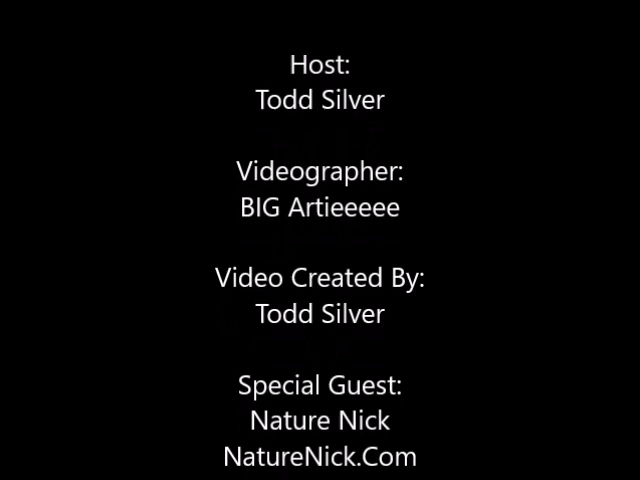 Host:
Todd Silver
Videographer:
BIG Artieeeee
Video Created By:
Todd Silver
Special Guest:
Nature Nick
NatureNick.Com